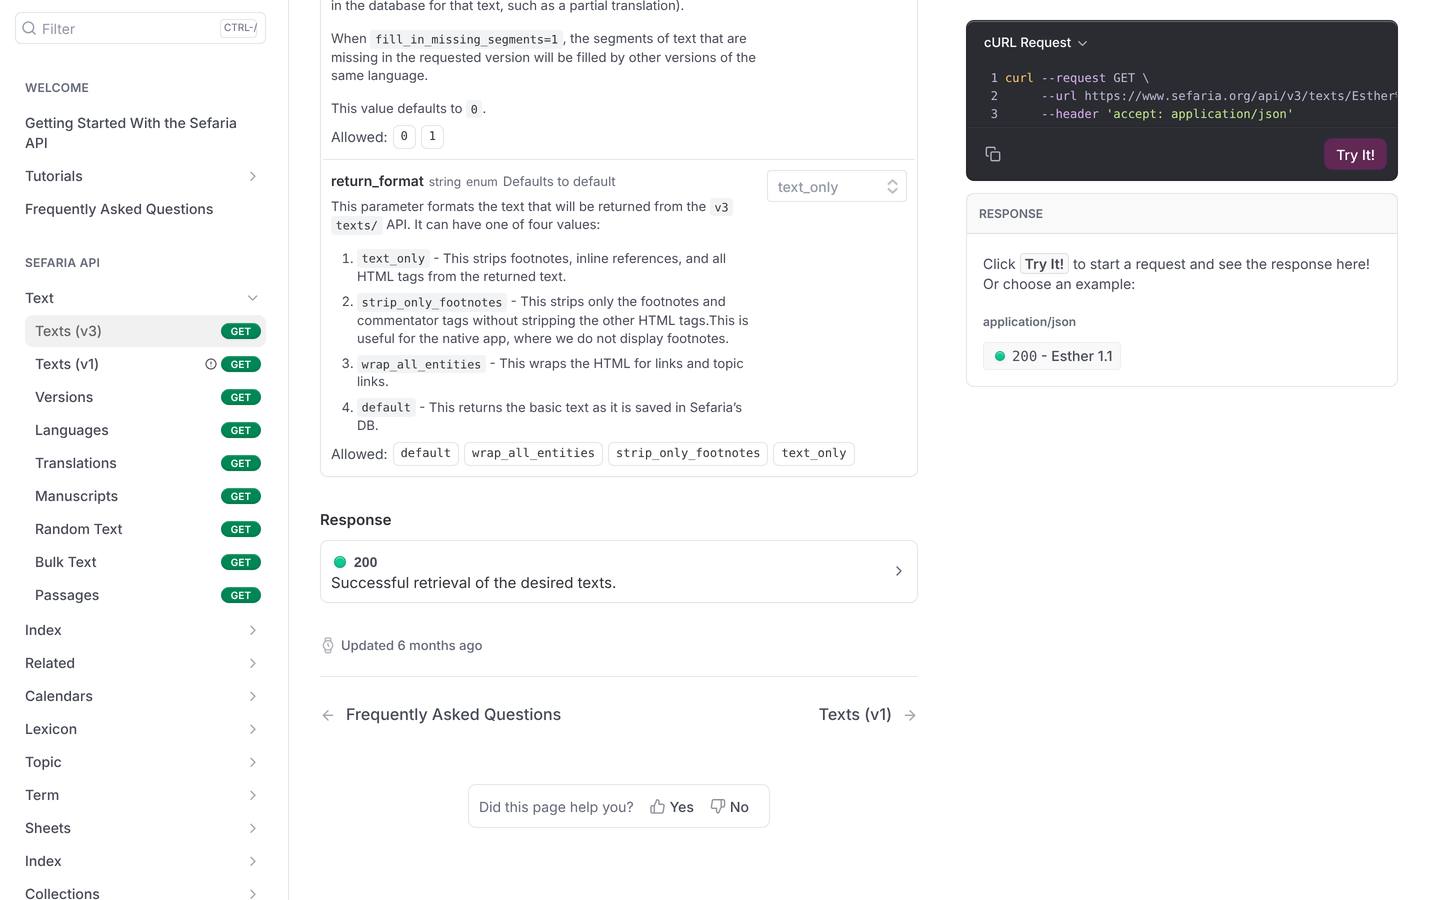 Filter
CTRL-/
WELCOME
Getting Started With the Sefaria
API
Tutorials
Frequently Asked Questions
SEFARIA API
Text
Texts (v3) GET
Texts (v1) GET
Versions GET
Languages GET
Translations GET
Manuscripts GET
Random Text GET
Bulk Text GET
Passages GET
Index
Related
Calendars
Lexicon
Topic
Term
Sheets
Index
Collections
in the database for that text, such as a partial translation).
When fill_in_missing_segments=1, the segments of text that are
missing in the requested version will be filled by other versions of the
same language.
This value defaults to 0.
Allowed: 0 1
return_format string enum Defaults to default
text_only
This parameter formats the text that will be returned from the v3
texts/ API. It can have one of four values:
1. text_only - This strips footnotes, inline references, and all
HTML tags from the returned text.
2. strip_only_footnotes - This strips only the footnotes and
commentator tags without stripping the other HTML tags.This is
useful for the native app, where we do not display footnotes.
3. wrap_all_entities - This wraps the HTML for links and topic
links.
4. default - This returns the basic text as it is saved in Sefaria's
DB.
Allowed: default wrap_all_entities strip_only_footnotes text_only
Response
200
Successful retrieval of the desired texts.
Updated 6 months ago
← Frequently Asked Questions
Texts (v1) →
Did this page help you? Yes No
cURL Request
1 curl --request GET \
2 --url https://www.sefaria.org/api/v3/texts/Esther
3 --header 'accept: application/json'
Try It!
RESPONSE
Click Try It! to start a request and see the response here!
Or choose an example:
application/json
200 - Esther 1.1